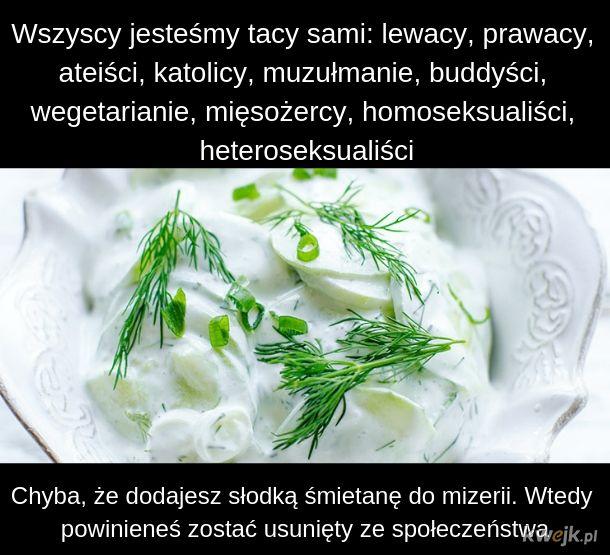 Wszyscy jesteśmy tacy sami: lewacy, prawacy,
ateiści, katolicy, muzułmanie, buddyści,
wegetarianie, mięsożercy, homoseksualiści,
heteroseksualiści
Chyba, że dodajesz słodką śmietanę do mizerii. Wtedy
powinieneś zostać usunięty ze społeczeństwa
kwejk.pl